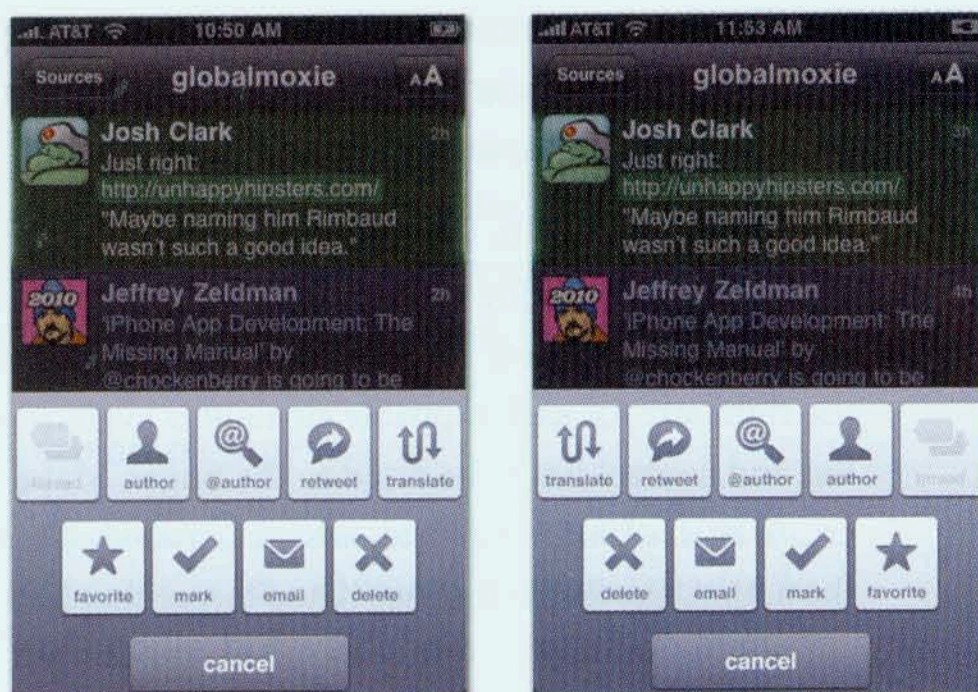 AT&T 10:50 AM
Sources globalmoxie AA
Josh Clark 2h
Just right:
http://unhappyhipsters.com/
"Maybe naming him Rimbaud
wasn't such a good idea."
2010
Jeffrey Zeldman 2h
'iPhone App Development: The
Missing Manual' by
@chockenberry is going to be
thread author @author retweet translate
favorite mark email delete
cancel
AT&T 11:53 AM
Sources globalmoxie AA
Josh Clark 3h
Just right:
http://unhappyhipsters.com/
"Maybe naming him Rimbaud
wasn't such a good idea."
2010
Jeffrey Zeldman 4h
'iPhone App Development: The
Missing Manual' by
@chockenberry is going to be
translate retweet @author author thread
delete email mark favorite
cancel